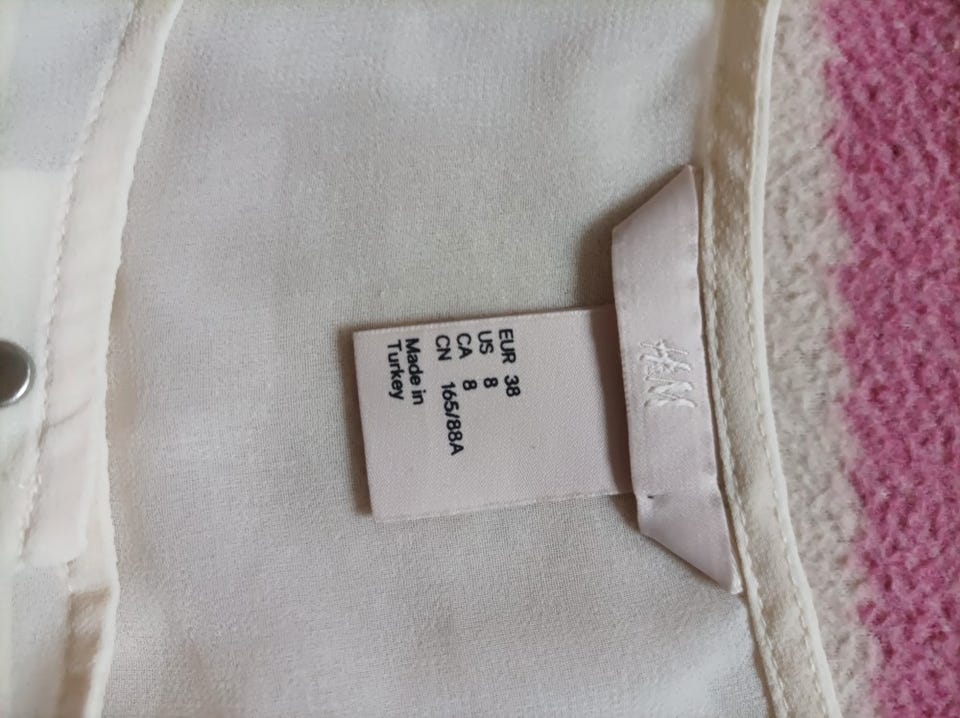 H&M
EUR 38
US 8
CA 8
CN 165/88A
Made in
Turkey